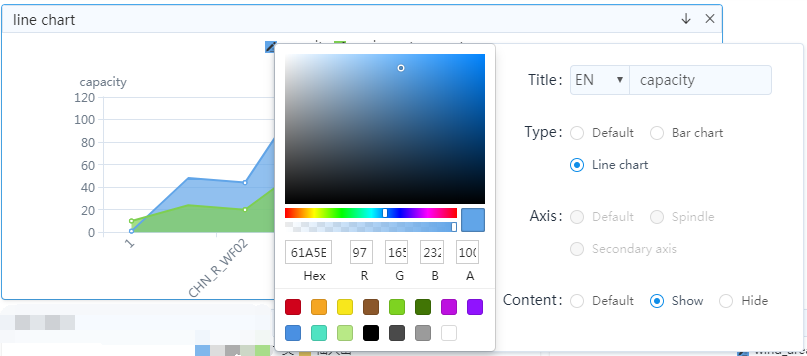 line chart
capacity
120
100
80
60
40
20
0
1
CHN_R_WF02
61A5E
97
165
232
100
Hex
R
G
B
A
Title:
EN
capacity
Type:
Default
Bar chart
Line chart
Axis:
Default
Spindle
Secondary axis
Content:
Default
Show
Hide